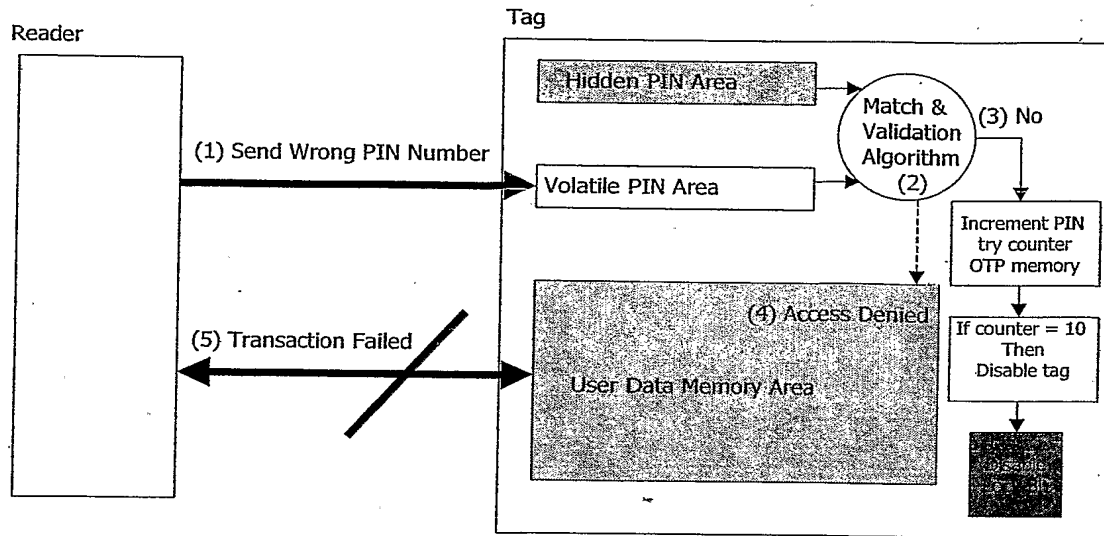 Tag
Reader
Hidden PIN Area
Match &
Validation
Algorithm
(2)
(3) No
(1) Send Wrong PIN Number
Volatile PIN Area
Increment PIN
try counter
OTP memory
(4) Access Denied
(5) Transaction Failed
User Data Memory Area
If counter = 10
Then
Disable tag